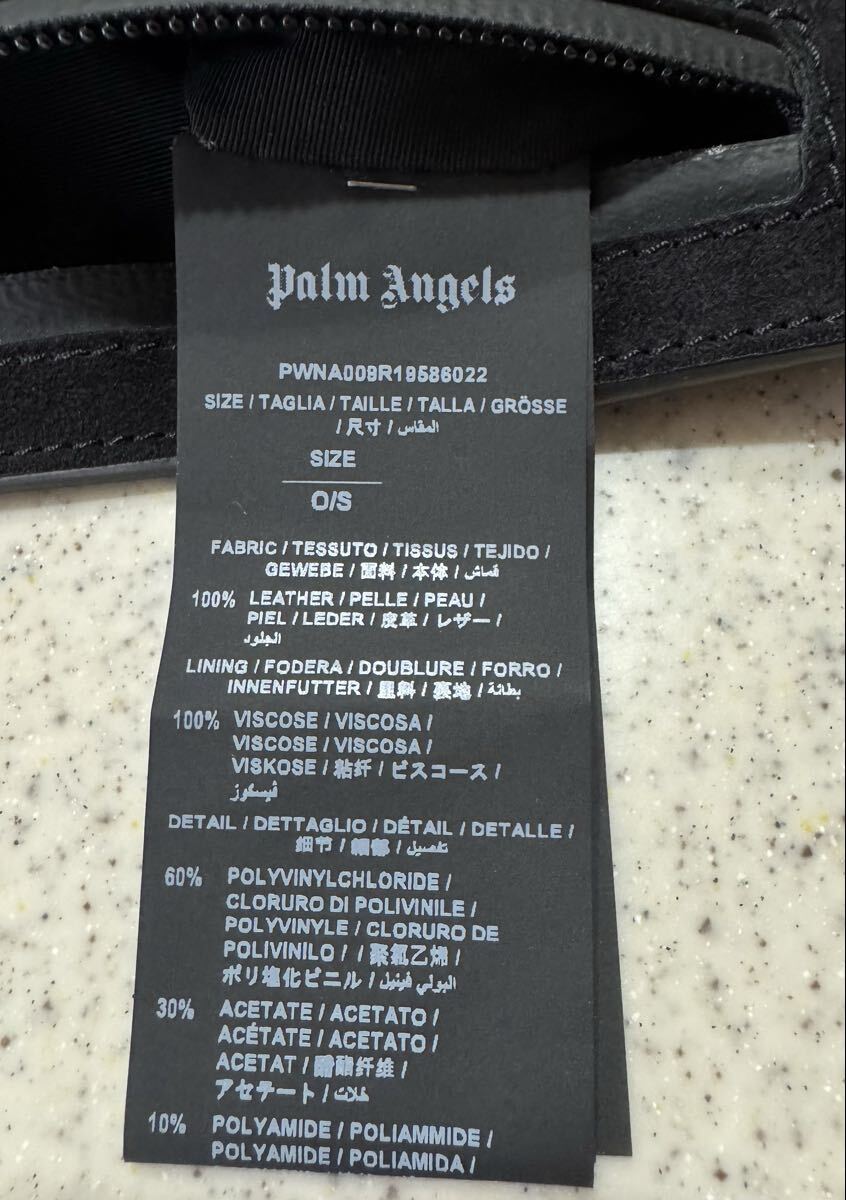 Palm Angels
PWNA009R19586022
SIZE / TAGLIA / TAILLE / TALLA / GRÖSSE
/ 尺寸 / المقاس
SIZE
O/S
FABRIC / TESSUTO / TISSUS / TEJIDO /
GEWEBE / 面料 / 本体 / قماش
100% LEATHER / PELLE / PEAU /
PIEL / LEDER / 皮革 / レザー /
الجلود
LINING / FODERA / DOUBLURE / FORRO /
INNENFUTTER / 里料 / 裏地 / بطانة
100% VISCOSE / VISCOSA /
VISCOSE / VISCOSA /
VISKOSE / 粘纤 / ビスコース /
فيسكوز
DETAIL / DETTAGLIO / DÉTAIL / DETALLE /
细节 / 細部 / تفصيل
60% POLYVINYLCHLORIDE /
CLORURO DI POLIVINILE /
POLYVINYLE / CLORURO DE
POLIVINILO / / 聚氯乙烯 /
ポリ塩化ビニル / البولي فينيل
30% ACETATE / ACETATO /
ACÉTATE / ACETATO /
ACETAT / 醋酯纤维 /
アセテート / خلات
10% POLYAMIDE / POLIAMMIDE /
POLYAMIDE / POLIAMIDA /